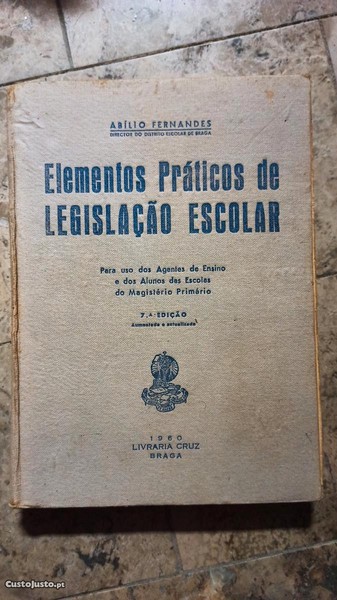 ABÍLIO FERNANDES
DIRECTOR DO DISTRITO ESCOLAR DE BRAGA
Elementos Práticos de
LEGISLAÇÃO ESCOLAR
Para uso dos Agentes de Ensino
e dos Alunos das Escolas
do Magistério Primário
7.ª EDIÇÃO
Aumentada e actualizada
1960
LIVRARIA CRUZ
BRAGA
CustoJusto.pt